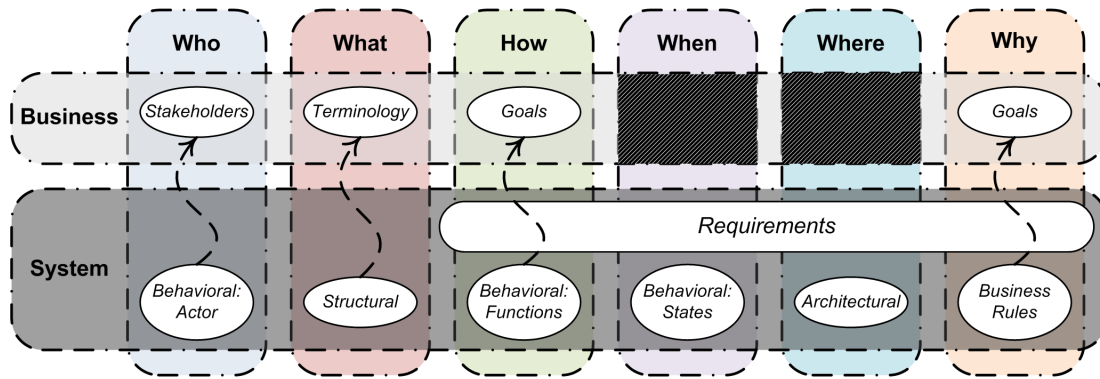 Who
What
How
When
Where
Why
Business
Stakeholders
Terminology
Goals
Goals
Requirements
System
Behavioral:
Actor
Structural
Behavioral:
Functions
Behavioral:
States
Architectural
Business
Rules